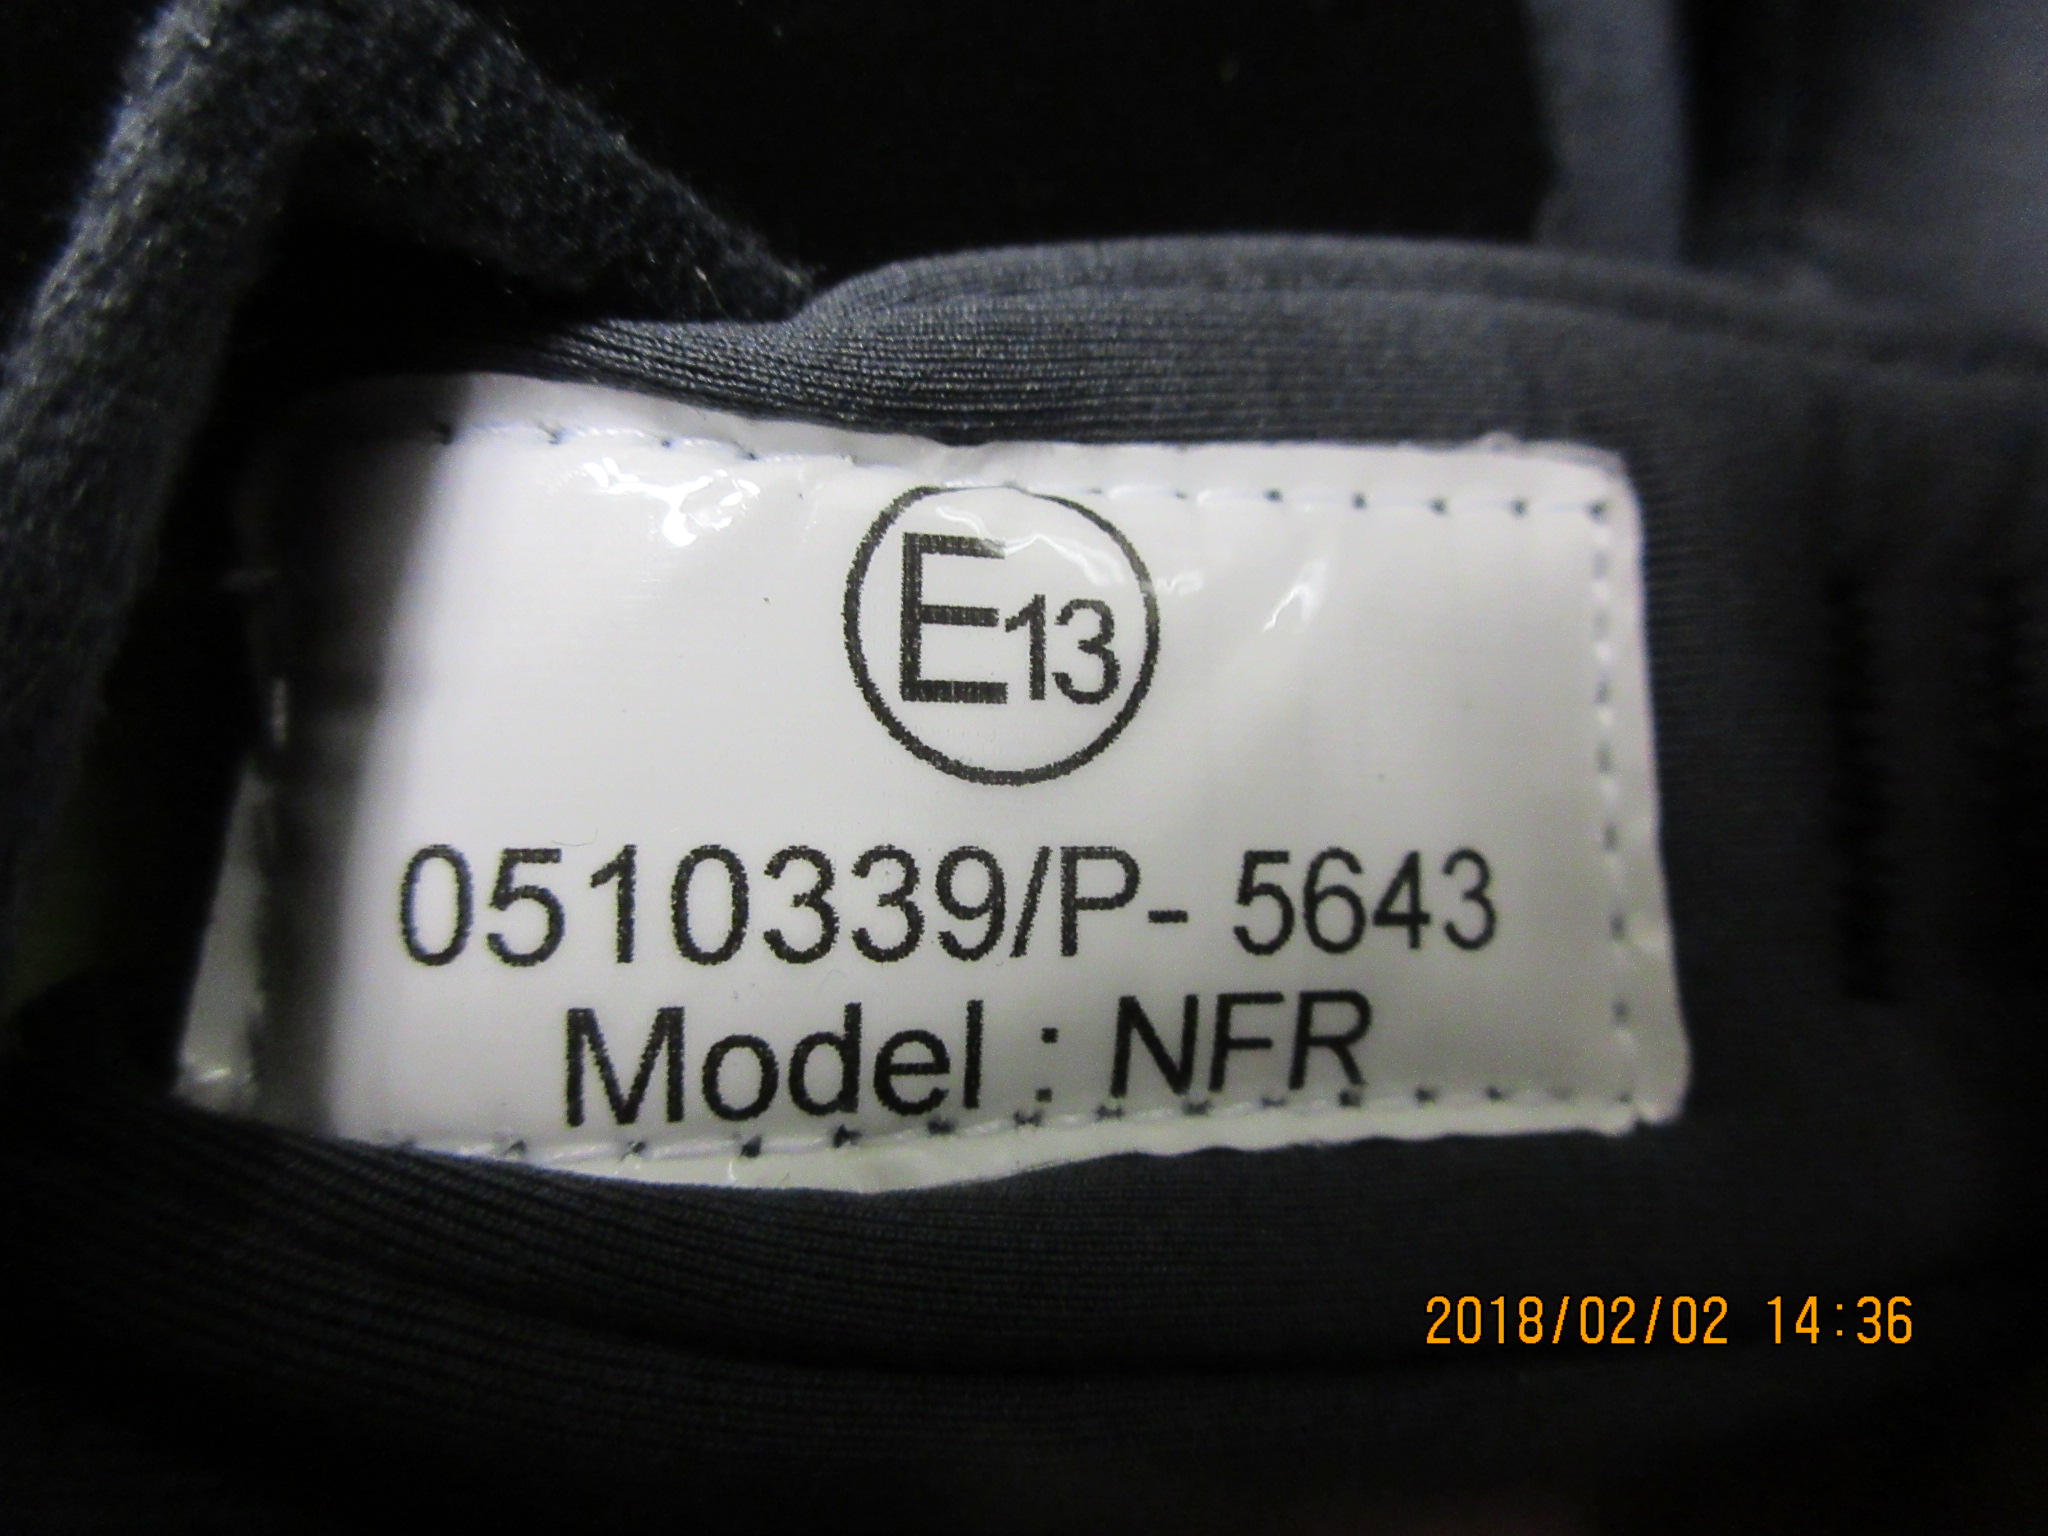 E13
0510339/P- 5643
Model : NFR
2018/02/02 14:36